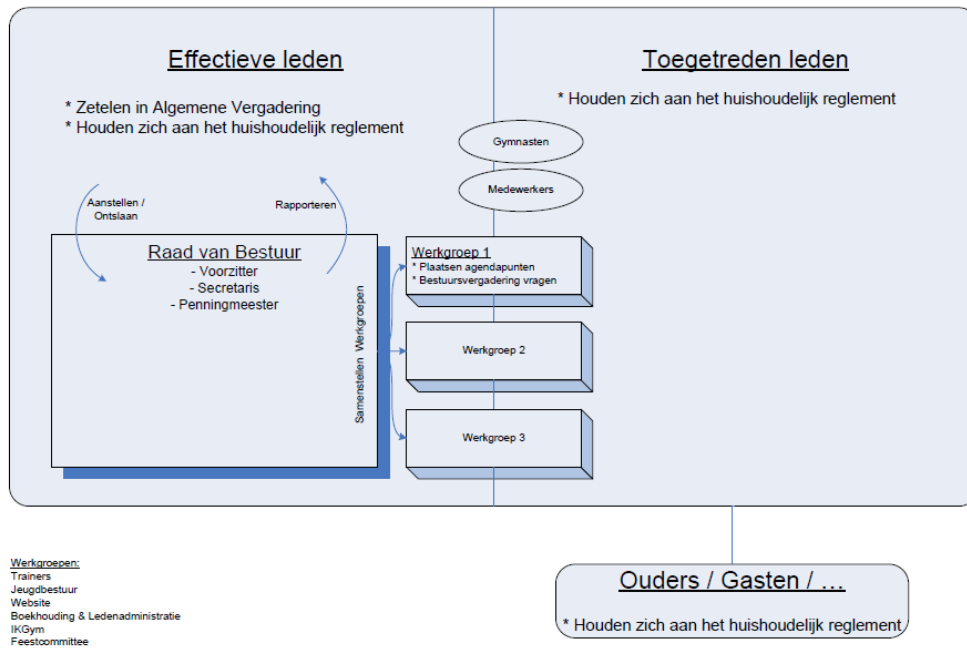 Effectieve leden
* Zetelen in Algemene Vergadering
* Houden zich aan het huishoudelijk reglement
Toegetreden leden
* Houden zich aan het huishoudelijk reglement
Gymnasten
Medewerkers
Aanstellen /
Ontslaan
Rapporteren
Raad van Bestuur
- Voorzitter
- Secretaris
- Penningmeester
Samenstellen Werkgroepen
Werkgroep 1
* Plaatsen agendapunten
* Bestuursvergadering vragen
Werkgroep 2
Werkgroep 3
Werkgroepen:
Trainers
Jeugdbestuur
Website
Boekhouding & Ledenadministratie
IKGym
Feestcommittee
Ouders / Gasten / ...
* Houden zich aan het huishoudelijk reglement